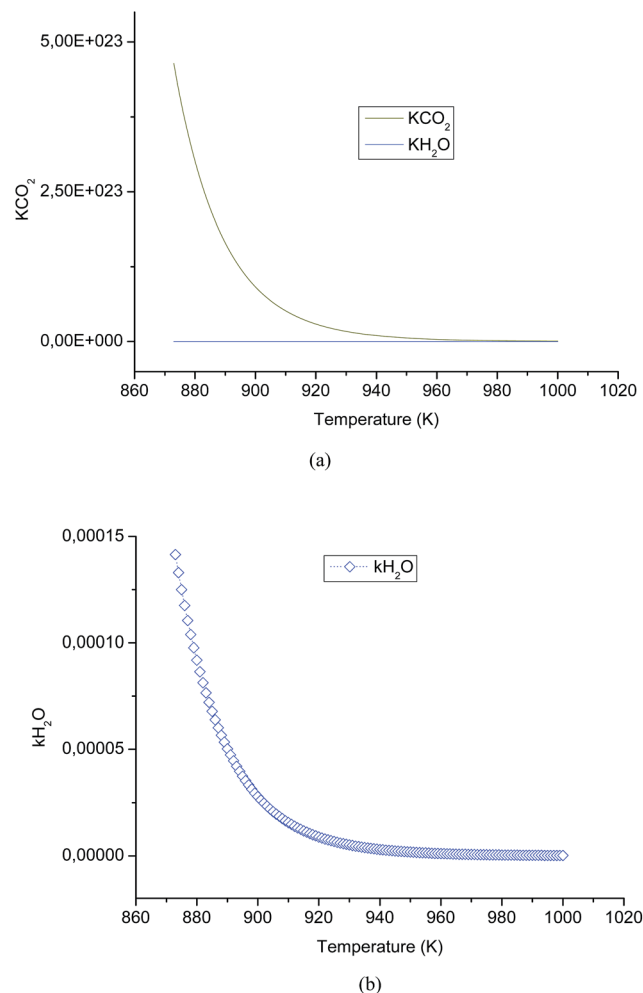 5,00E+023
2,50E+023
0,00E+000
KCO₂
KCO₂
KH₂O
860 880 900 920 940 960 980 1000 1020
Temperature (K)
(a)
0,00015
0,00010
0,00005
0,00000
kH₂O
kH₂O
860 880 900 920 940 960 980 1000 1020
Temperature (K)
(b)